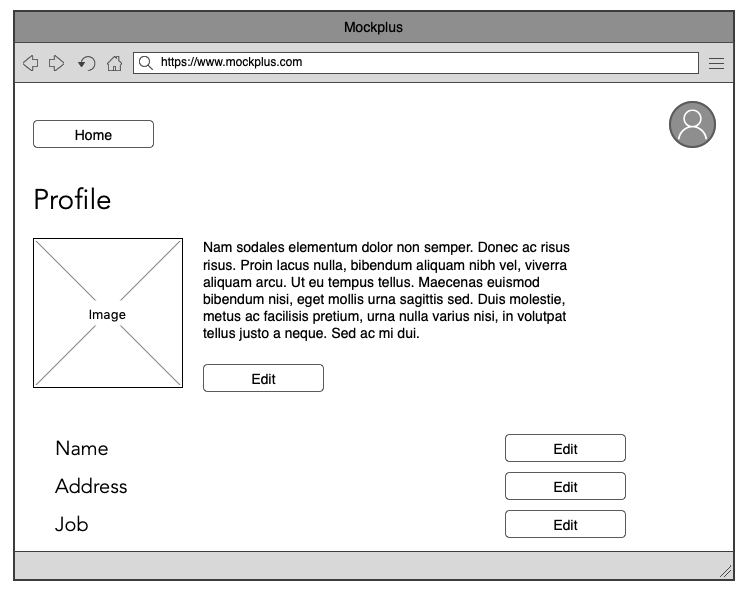 Mockplus
https://www.mockplus.com
Home
Profile
Image
Nam sodales elementum dolor non semper. Donec ac risus
risus. Proin lacus nulla, bibendum aliquam nibh vel, viverra
aliquam arcu. Ut eu tempus tellus. Maecenas euismod
bibendum nisi, eget mollis urna sagittis sed. Duis molestie,
metus ac facilisis pretium, urna nulla varius nisi, in volutpat
tellus justo a neque. Sed ac mi dui.
Edit
Name
Edit
Address
Edit
Job
Edit